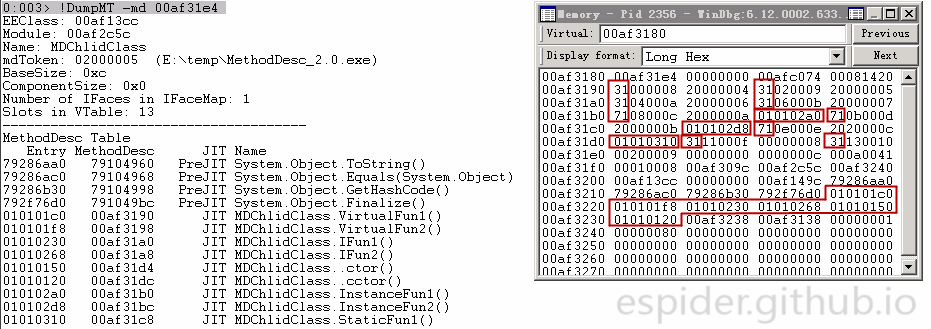 0:003> !DumpMT -md 00af31e4
EEClass: 00af13cc
Module: 00af2c5c
Name: MDChlidClass
mdToken: 02000005  (E:\temp\MethodDesc_2.0.exe)
BaseSize: 0xc
ComponentSize: 0x0
Number of IFaces in IFaceMap: 1
Slots in VTable: 13
--------------------------------------
MethodDesc Table
Entry MethodDesc JIT Name
79286aa0 79104960 PreJIT System.Object.ToString()
79286ac0 79104968 PreJIT System.Object.Equals(System.Object)
79286b30 79104998 PreJIT System.Object.GetHashCode()
792f76d0 791049bc PreJIT System.Object.Finalize()
010101c0 00af3190 JIT MDChlidClass.VirtualFun1()
010101f8 00af3198 JIT MDChlidClass.VirtualFun2()
01010230 00af31a0 JIT MDChlidClass.IFun1()
01010268 00af31a8 JIT MDChlidClass.IFun2()
01010150 00af31d4 JIT MDChlidClass..ctor()
01010120 00af31dc JIT MDChlidClass..cctor()
010102a0 00af31b0 JIT MDChlidClass.InstanceFun1()
010102d8 00af31bc JIT MDChlidClass.InstanceFun2()
01010310 00af31c8 JIT MDChlidClass.StaticFun1()
Memory - Pid 2356 - WinDbg:6.12.0002.633
Virtual: 00af3180 Previous
Display format: Long Hex Next
00af3180 00af31e4 00000000 00afc074 00081420
00af3190 31000008 20000004 31020009 20000005
00af31a0 3104000a 20000006 3106000b 20000007
00af31b0 7108000c 2000000a 010102a0 710b000d
00af31c0 2000000b 010102d8 710e000e 2020000c
00af31d0 01010310 3111000f 00000008 31130010
00af31e0 00200009 00000000 0000000c 000a0041
00af31f0 00010008 00af309c 00af2c5c 00af3240
00af3200 00af13cc 00000000 00af149c 79286aa0
00af3210 79286ac0 79286b30 792f76d0 010101c0
00af3220 010101f8 01010230 01010268 01010150
00af3230 01010120 00af3238 00af3138 00000001
00af3240 00000080 00000000 00000000 00000000
00af3250 00000000 00000000 00000000 00000000
00af3260 00000000 00000000 00000000 00000000
00af3270 00000000 00000000 00000000 00000000
espider.github.io